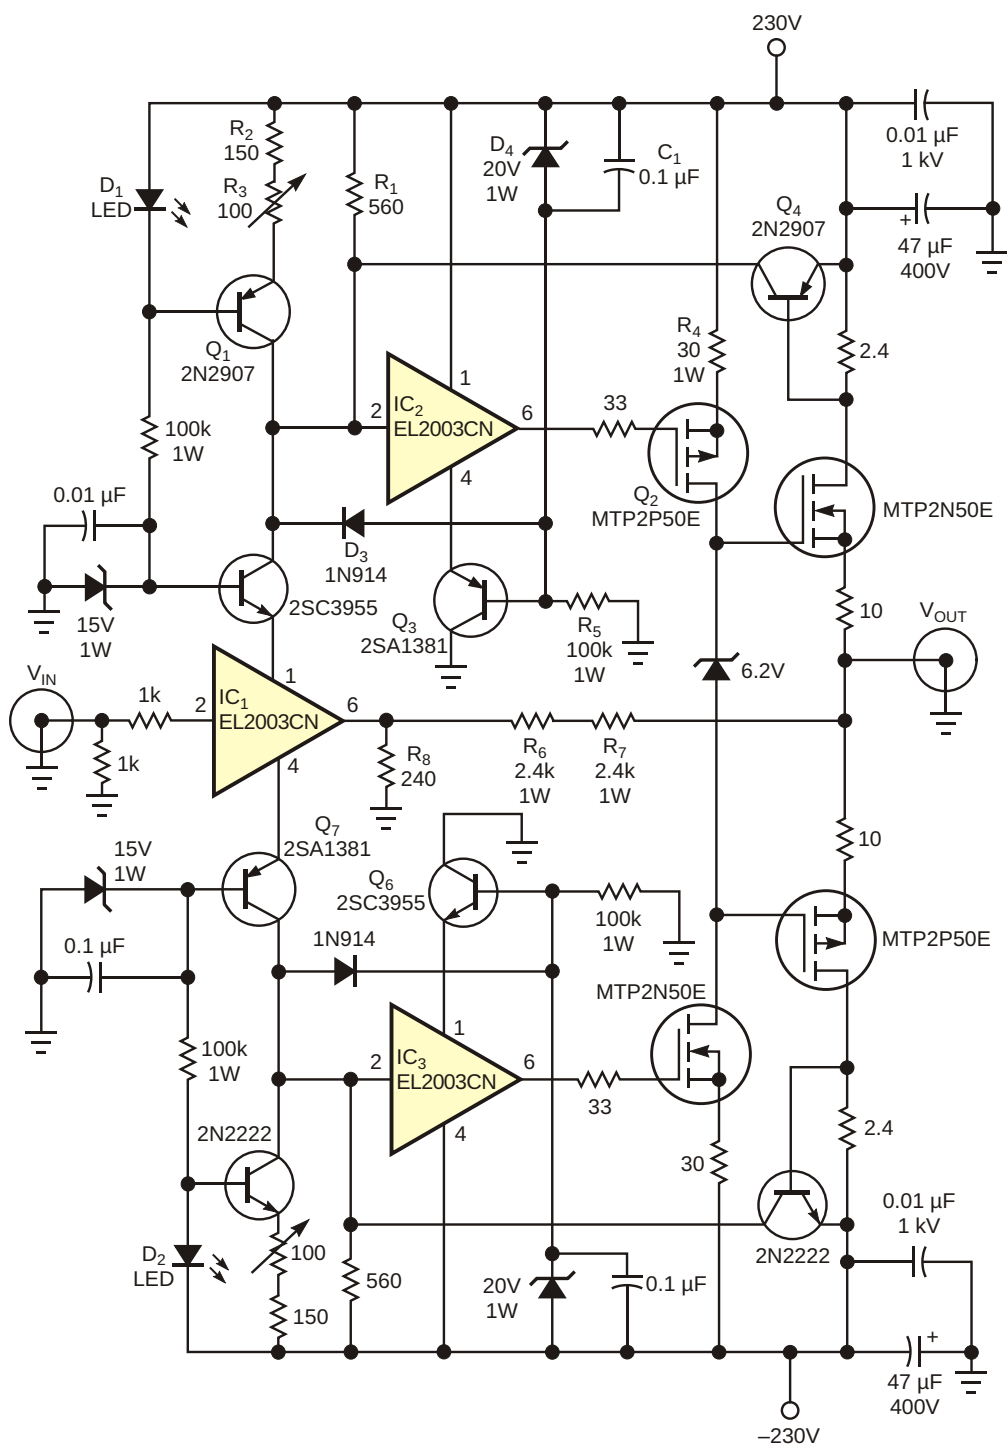 230V
R2
150
D4
20V
1W
C1
0.1 µF
0.01 µF
1 kV
D1
LED
R3
100
R1
560
Q4
2N2907
+
47 µF
400V
Q1
2N2907
R4
30
1W
2.4
1
2
IC2
EL2003CN
6
33
100k
1W
4
Q2
MTP2P50E
MTP2N50E
0.01 µF
D3
1N914
15V
1W
2SC3955
Q3
2SA1381
R5
100k
1W
10
VOUT
VIN
1k
1
6.2V
2
IC1
EL2003CN
6
1k
4
R8
240
R6
2.4k
1W
R7
2.4k
1W
Q7
2SA1381
10
15V
1W
Q6
2SC3955
100k
1W
0.1 µF
1N914
MTP2P50E
MTP2N50E
1
100k
1W
2
IC3
EL2003CN
6
33
4
2N2222
2.4
30
0.01 µF
1 kV
D2
LED
100
560
20V
1W
0.1 µF
2N2222
150
+
47 µF
400V
–230V